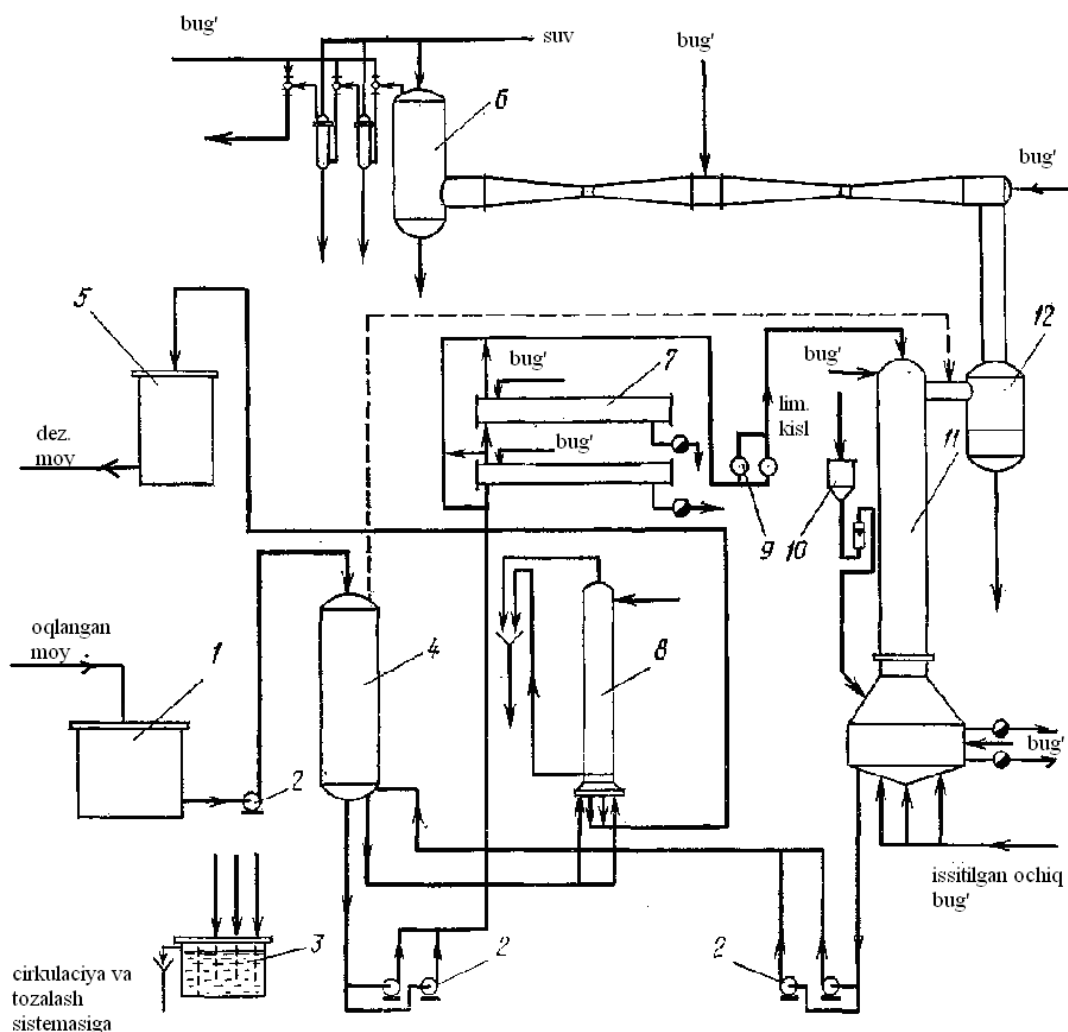 bug'
suv
bug'
6
bug'
5
12
bug'
7
bug'
lim.
kisl
dez.
moy
bug'
11
9
10
oqlangan
moy
1
4
8
bug'
2
issitilgan ochiq
bug'
3
2
2
cirkulaciya va
tozalash
sistemasiga